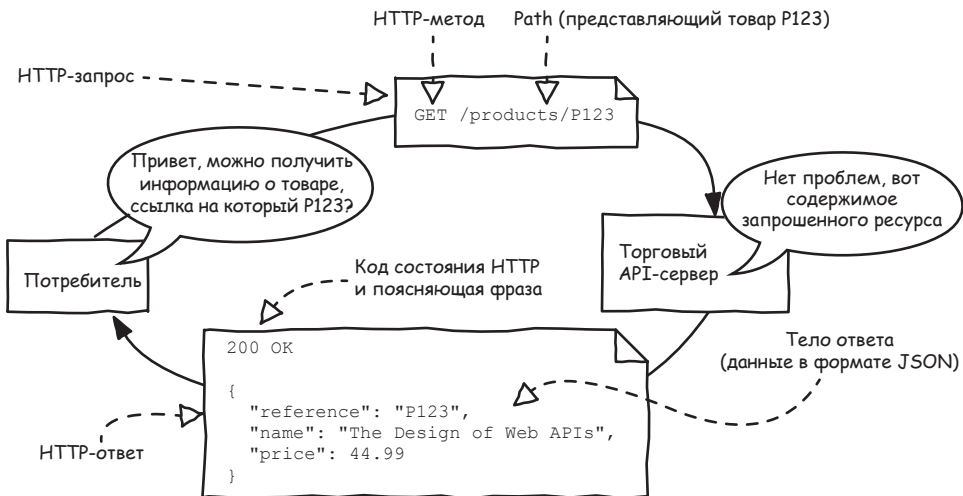 HTTP-метод
Path (представляющий товар P123)
HTTP-запрос
GET /products/P123
Привет, можно получить
информацию о товаре,
ссылка на который P123?
Нет проблем, вот
содержимое
запрошенного ресурса
Потребитель
Торговый
API-сервер
Код состояния HTTP
и поясняющая фраза
200 OK
{
"reference": "P123",
"name": "The Design of Web APIs",
"price": 44.99
}
Тело ответа
(данные в формате JSON)
HTTP-ответ